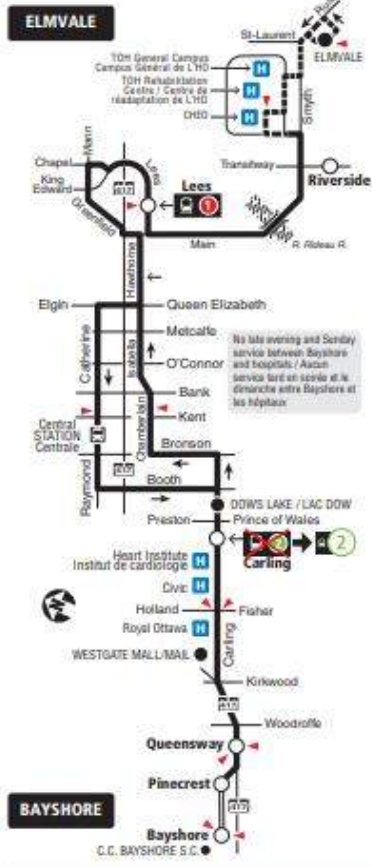 ELMVALE
St-Laurent
ELMVALE
TOH General Campus
Campus Général de L'HO
TOH Rehabilitation
Centre / Centre de
réadaptation de L'HO
CHEO
H
H
H
Smyth
Transitway
Riverside
Mann
Chapel
King
Edward
Lees
Greenfield
417
Lees
1
Main
R. Rideau R.
Hawthorne
Elgin
Queen Elizabeth
Metcalfe
Catherine
Isabella
O'Connor
No late evening and Sunday
service between Bayshore
and hospitals / Aucun
service tard en soirée et le
dimanche entre Bayshore et
les hôpitaux
Bank
Kent
Chamberlain
Central
STATION
Centrale
Bronson
417
Raymond
Booth
DOWS LAKE / LAC DOW
Preston
Prince of Wales
2
2
Carling
Heart Institute
Institut de cardiologie
H
Civic
H
Holland
Fisher
Royal Ottawa
H
Carling
WESTGATE MALL/MAIL
Kirkwood
417
Woodroffe
Queensway
Pinecrest
417
BAYSHORE
Bayshore
C.C. BAYSHORE S.C.